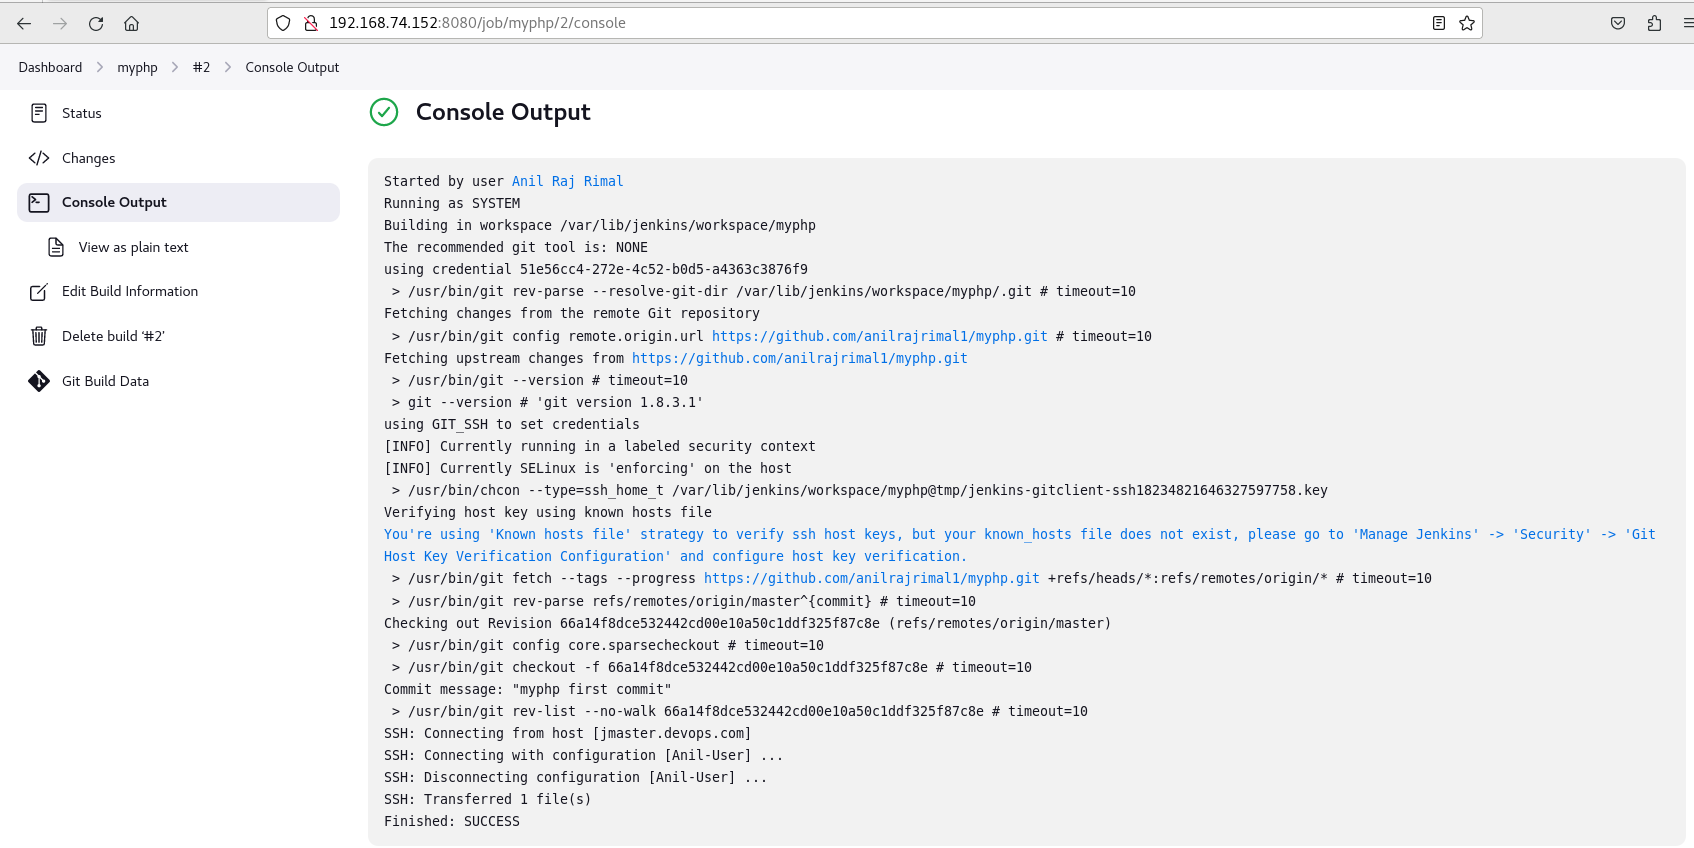 192.168.74.152:8080/job/myphp/2/console
Dashboard > myphp > #2 > Console Output
Status
Changes
Console Output
View as plain text
Edit Build Information
Delete build ‘#2’
Git Build Data
Console Output
Started by user Anil Raj Rimal
Running as SYSTEM
Building in workspace /var/lib/jenkins/workspace/myphp
The recommended git tool is: NONE
using credential 51e56cc4-272e-4c52-b0d5-a4363c3876f9
 > /usr/bin/git rev-parse --resolve-git-dir /var/lib/jenkins/workspace/myphp/.git # timeout=10
Fetching changes from the remote Git repository
 > /usr/bin/git config remote.origin.url https://github.com/anilrajrimal1/myphp.git # timeout=10
Fetching upstream changes from https://github.com/anilrajrimal1/myphp.git
 > /usr/bin/git --version # timeout=10
 > git --version # 'git version 1.8.3.1'
using GIT_SSH to set credentials
[INFO] Currently running in a labeled security context
[INFO] Currently SELinux is 'enforcing' on the host
 > /usr/bin/chcon --type=ssh_home_t /var/lib/jenkins/workspace/myphp@tmp/jenkins-gitclient-ssh18234821646327597758.key
Verifying host key using known hosts file
You're using 'Known hosts file' strategy to verify ssh host keys, but your known_hosts file does not exist, please go to 'Manage Jenkins' -> 'Security' -> 'Git
Host Key Verification Configuration' and configure host key verification.
 > /usr/bin/git fetch --tags --progress https://github.com/anilrajrimal1/myphp.git +refs/heads/*:refs/remotes/origin/* # timeout=10
 > /usr/bin/git rev-parse refs/remotes/origin/master^{commit} # timeout=10
Checking out Revision 66a14f8dce532442cd00e10a50c1ddf325f87c8e (refs/remotes/origin/master)
 > /usr/bin/git config core.sparsecheckout # timeout=10
 > /usr/bin/git checkout -f 66a14f8dce532442cd00e10a50c1ddf325f87c8e # timeout=10
Commit message: "myphp first commit"
 > /usr/bin/git rev-list --no-walk 66a14f8dce532442cd00e10a50c1ddf325f87c8e # timeout=10
SSH: Connecting from host [jmaster.devops.com]
SSH: Connecting with configuration [Anil-User] ...
SSH: Disconnecting configuration [Anil-User] ...
SSH: Transferred 1 file(s)
Finished: SUCCESS